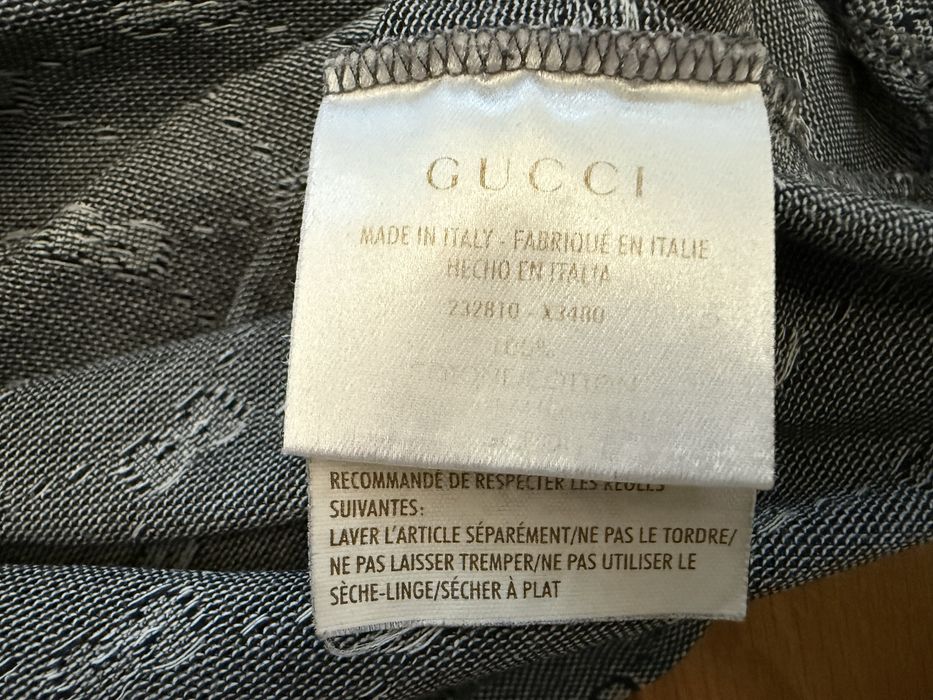 GUCCI
MADE IN ITALY - FABRIQUÉ EN ITALIE
HECHO EN ITALIA
232810 - X3480
100%
RECOMMANDÉ DE RESPECTER LES RÈGLES
SUIVANTES:
LAVER L'ARTICLE SÉPARÉMENT/NE PAS LE TORDRE/
NE PAS LAISSER TREMPER/NE PAS UTILISER LE
SÈCHE-LINGE/SÉCHER À PLAT